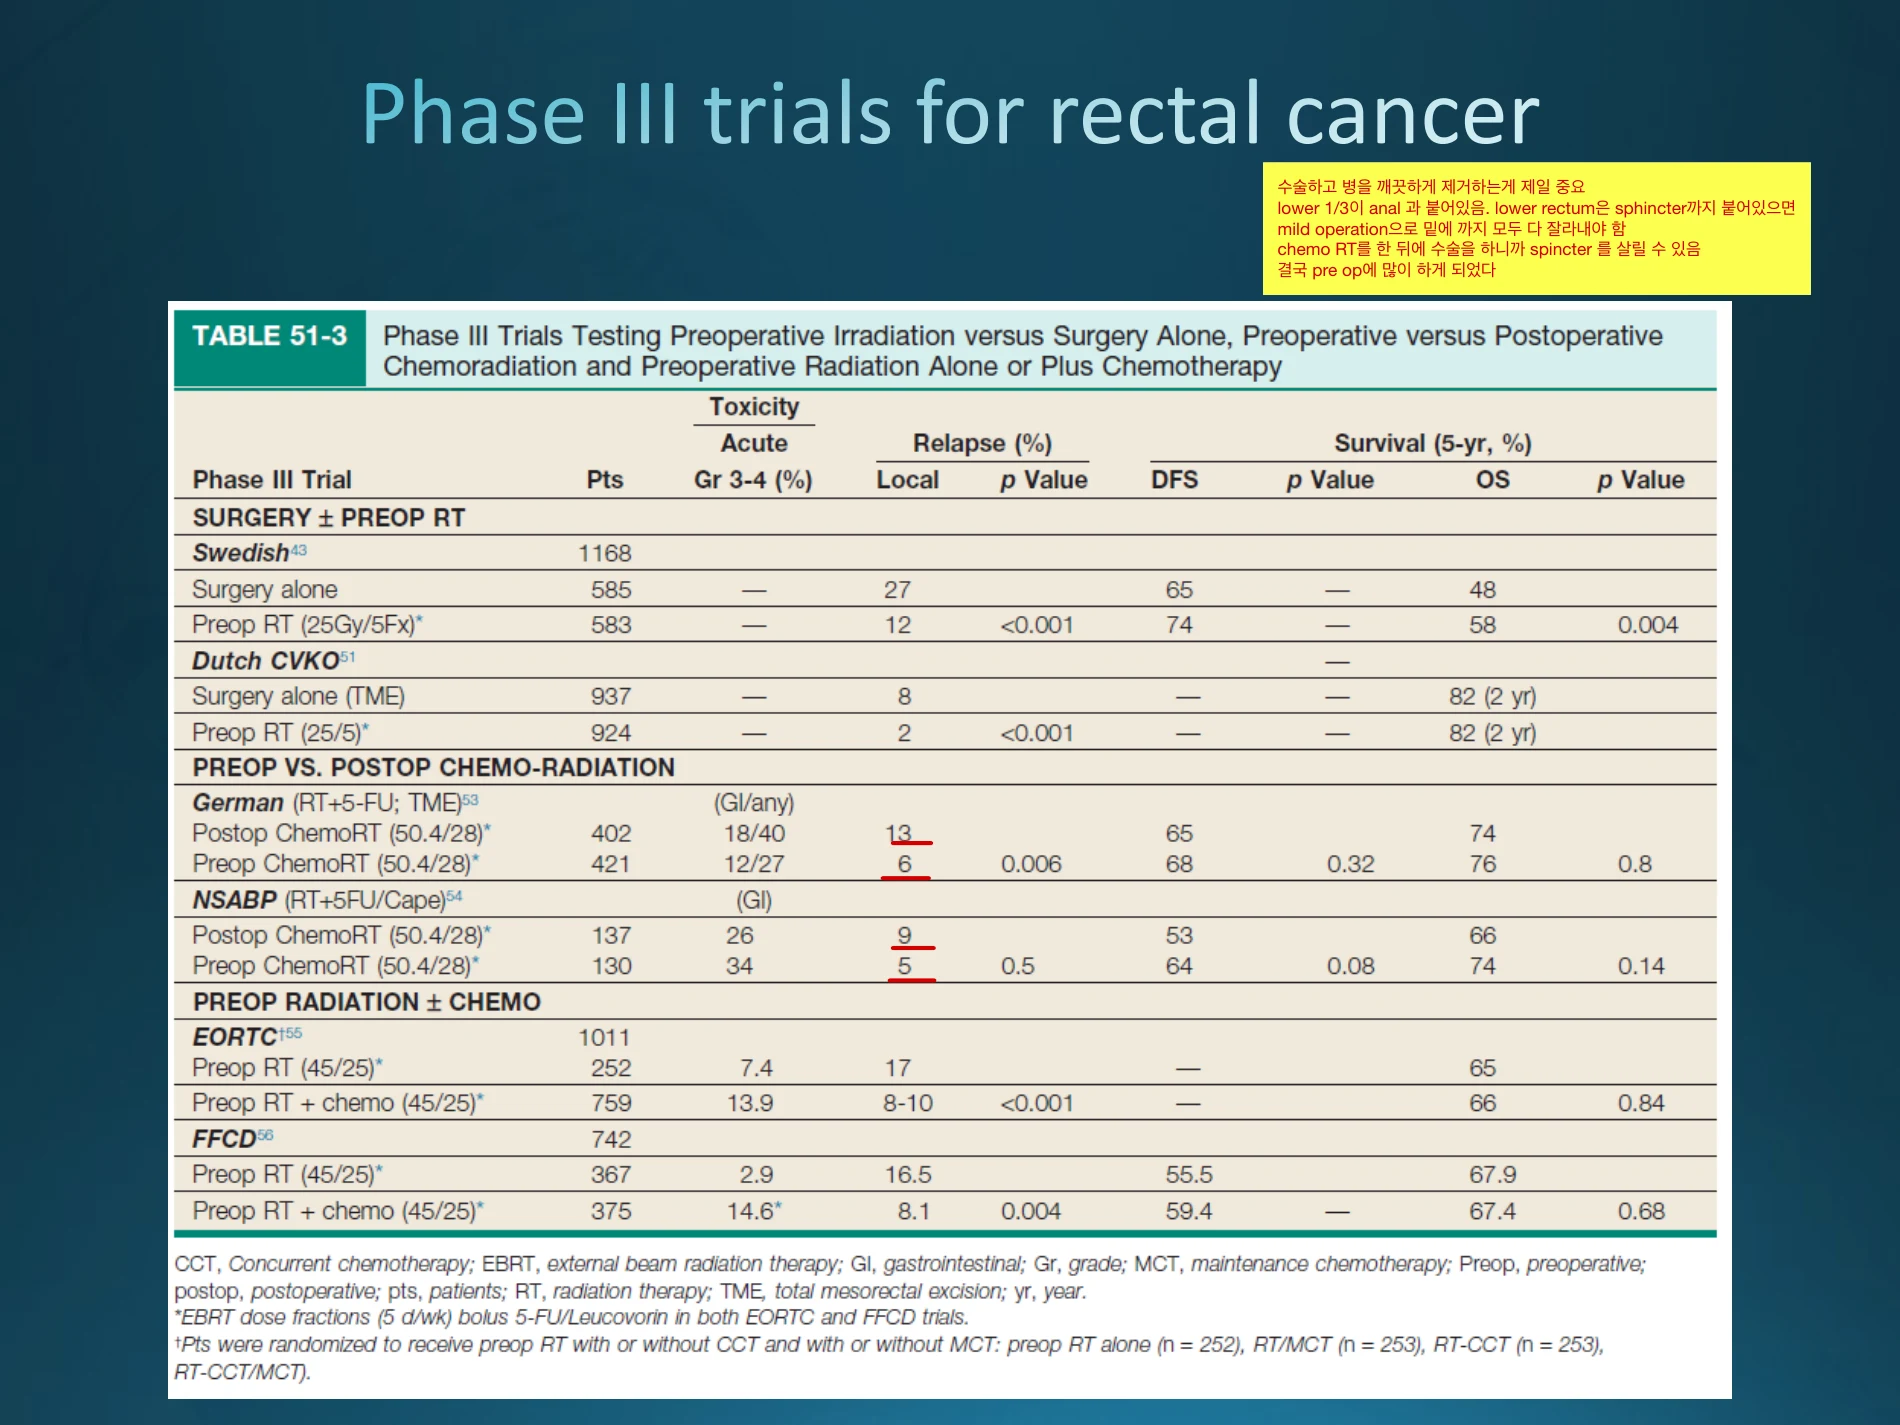 Phase III trials for rectal cancer
수술하고 병을 깨끗하게 제거하는게 제일 중요
lower 1/3이 anal 과 붙어있음. lower rectum은 sphincter까지 붙어있으면
mild operation으로 밑에 까지 모두 다 잘라내야 함
chemo RT를 한 뒤에 수술을 하니까 spincter 를 살릴 수 있음
결국 pre op에 많이 하게 되었다
TABLE 51-3 Phase III Trials Testing Preoperative Irradiation versus Surgery Alone, Preoperative versus Postoperative
Chemoradiation and Preoperative Radiation Alone or Plus Chemotherapy
Toxicity
Acute Relapse (%) Survival (5-yr, %)
Phase III Trial Pts Gr 3-4 (%) Local p Value DFS p Value OS p Value
SURGERY ± PREOP RT
Swedish43 1168
Surgery alone 585 — 27 65 — 48
Preop RT (25Gy/5Fx)* 583 — 12 <0.001 74 — 58 0.004
Dutch CVKO51 —
Surgery alone (TME) 937 — 8 — — 82 (2 yr)
Preop RT (25/5)* 924 — 2 <0.001 — — 82 (2 yr)
PREOP VS. POSTOP CHEMO-RADIATION
German (RT+5-FU; TME)53 (GI/any)
Postop ChemoRT (50.4/28)* 402 18/40 13 65 74
Preop ChemoRT (50.4/28)* 421 12/27 6 0.006 68 0.32 76 0.8
NSABP (RT+5FU/Cape)54 (GI)
Postop ChemoRT (50.4/28)* 137 26 9 53 66
Preop ChemoRT (50.4/28)* 130 34 5 0.5 64 0.08 74 0.14
PREOP RADIATION ± CHEMO
EORTC†55 1011
Preop RT (45/25)* 252 7.4 17 — 65
Preop RT + chemo (45/25)* 759 13.9 8-10 <0.001 — 66 0.84
FFCD56 742
Preop RT (45/25)* 367 2.9 16.5 55.5 67.9
Preop RT + chemo (45/25)* 375 14.6* 8.1 0.004 59.4 — 67.4 0.68
CCT, Concurrent chemotherapy; EBRT, external beam radiation therapy; GI, gastrointestinal; Gr, grade; MCT, maintenance chemotherapy; Preop, preoperative;
postop, postoperative; pts, patients; RT, radiation therapy; TME, total mesorectal excision; yr, year.
*EBRT dose fractions (5 d/wk) bolus 5-FU/Leucovorin in both EORTC and FFCD trials.
†Pts were randomized to receive preop RT with or without CCT and with or without MCT: preop RT alone (n = 252), RT/MCT (n = 253), RT-CCT (n = 253),
RT-CCT/MCT).